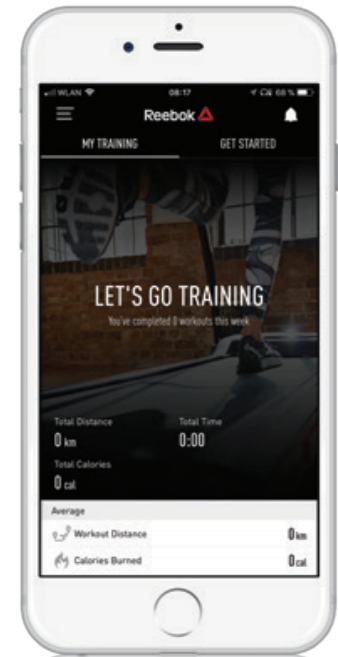 WLAN 08:17 68 %
Reebok
MY TRAINING GET STARTED
LET'S GO TRAINING
You've completed 0 workouts this week
Total Distance Total Time
0 km 0:00
Total Calories
0 cal
Average
Workout Distance 0 km
Calories Burned 0 cal